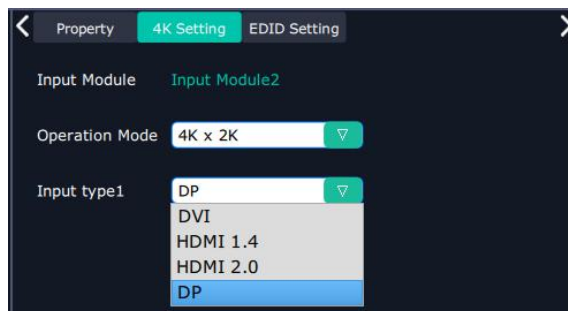 Property 4K Setting EDID Setting
Input Module Input Module2
Operation Mode 4K x 2K
Input type1 DP
DVI
HDMI 1.4
HDMI 2.0
DP